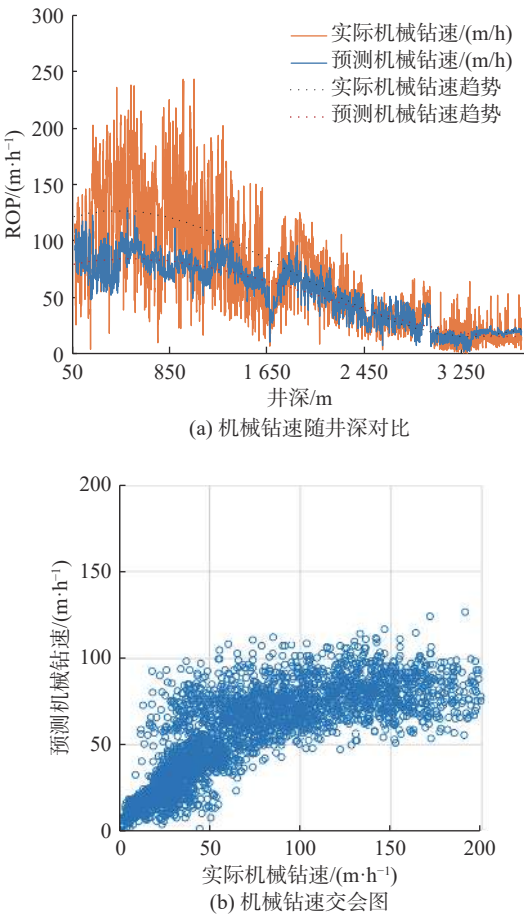 300
250
200
150
100
50
0
ROP/(m·h⁻¹)
实际机械钻速/(m/h)
预测机械钻速/(m/h)
实际机械钻速趋势
预测机械钻速趋势
50 850 1 650 2 450 3 250
井深/m
(a) 机械钻速随井深对比
200
150
100
50
0
预测机械钻速/(m·h⁻¹)
0 50 100 150 200
实际机械钻速/(m·h⁻¹)
(b) 机械钻速交会图